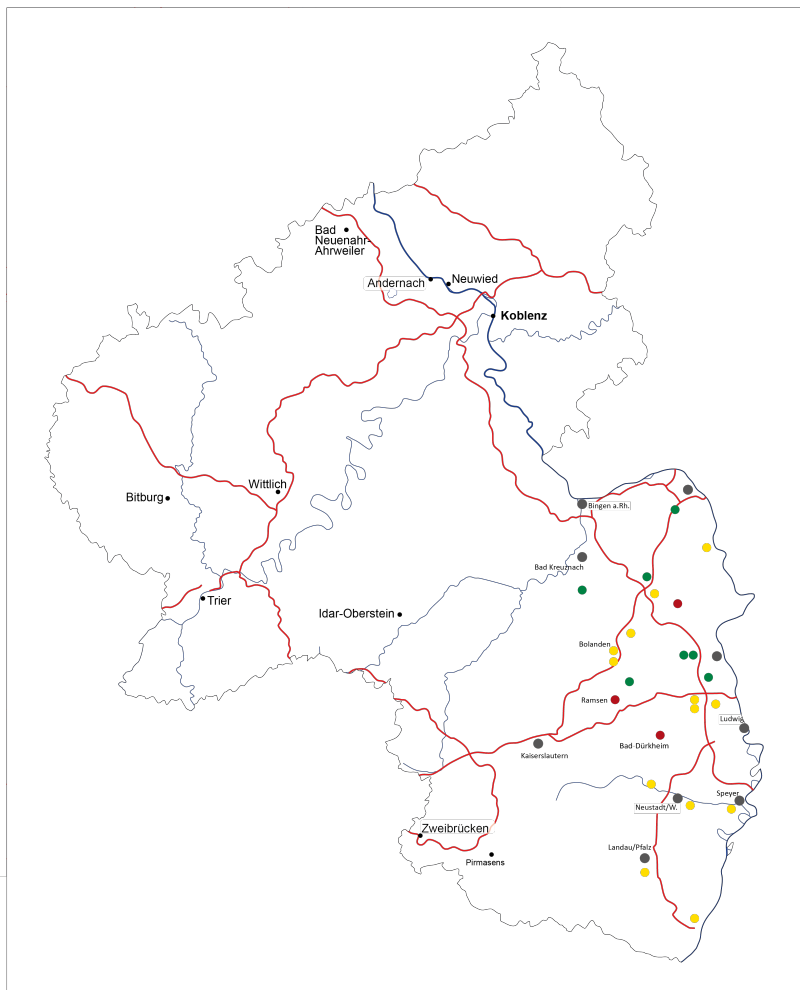 Bad
Neuenahr-
Ahrweiler
Andernach
Neuwied
Koblenz
Wittlich
Bitburg
Bingen a.Rh.
Bad Kreuznach
Trier
Idar-Oberstein
Bolanden
Ramsen
Ludwig
Bad-Dürkheim
Kaiserslautern
Speyer
Neustadt/W.
Zweibrücken
Landau/Pfalz
Pirmasens